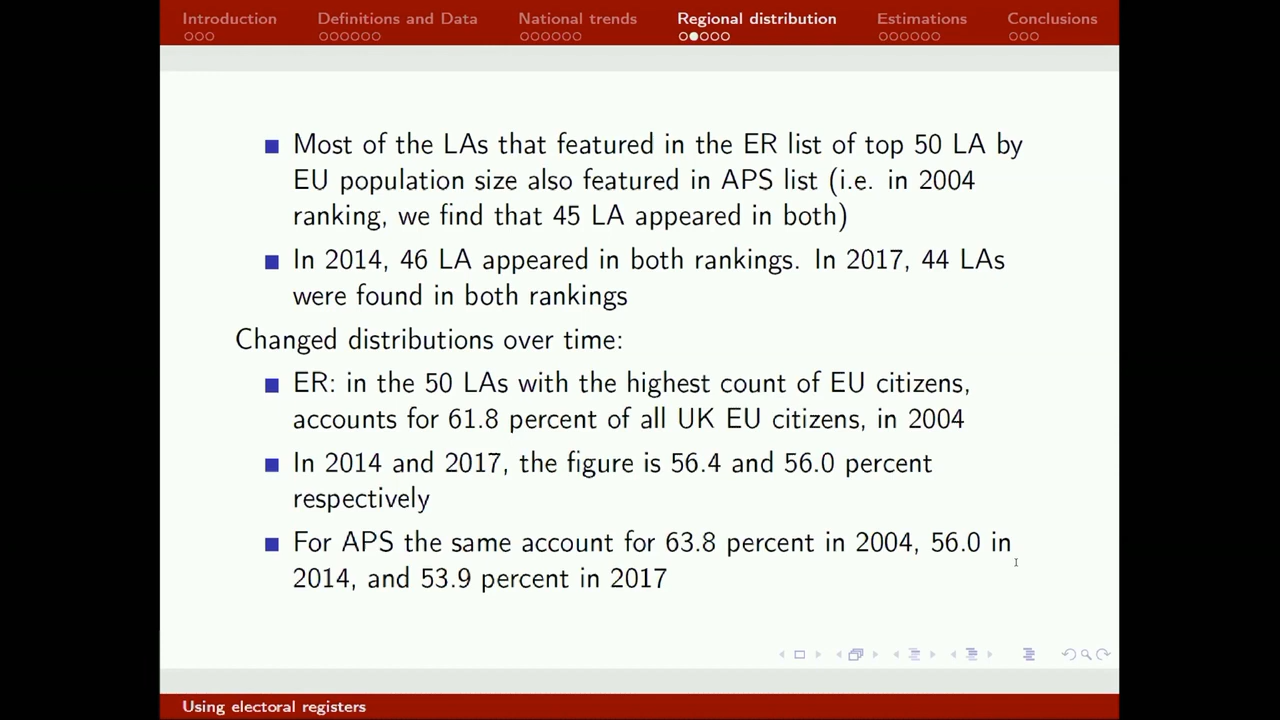 Introduction Definitions and Data National trends Regional distribution Estimations Conclusions
Most of the LAs that featured in the ER list of top 50 LA by
EU population size also featured in APS list (i.e. in 2004
ranking, we find that 45 LA appeared in both)
In 2014, 46 LA appeared in both rankings. In 2017, 44 LAs
were found in both rankings
Changed distributions over time:
ER: in the 50 LAs with the highest count of EU citizens,
accounts for 61.8 percent of all UK EU citizens, in 2004
In 2014 and 2017, the figure is 56.4 and 56.0 percent
respectively
For APS the same account for 63.8 percent in 2004, 56.0 in
2014, and 53.9 percent in 2017
Using electoral registers